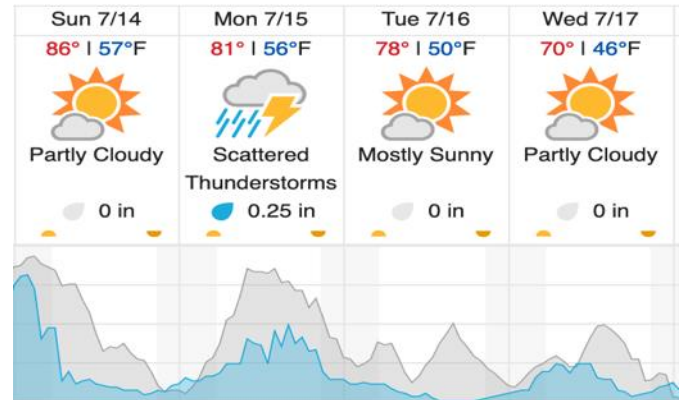 Sun 7/14 Mon 7/15 Tue 7/16 Wed 7/17
86° | 57°F 81° | 56°F 78° | 50°F 70° | 46°F
Partly Cloudy Scattered Mostly Sunny Partly Cloudy
Thunderstorms
0 in 0.25 in 0 in 0 in